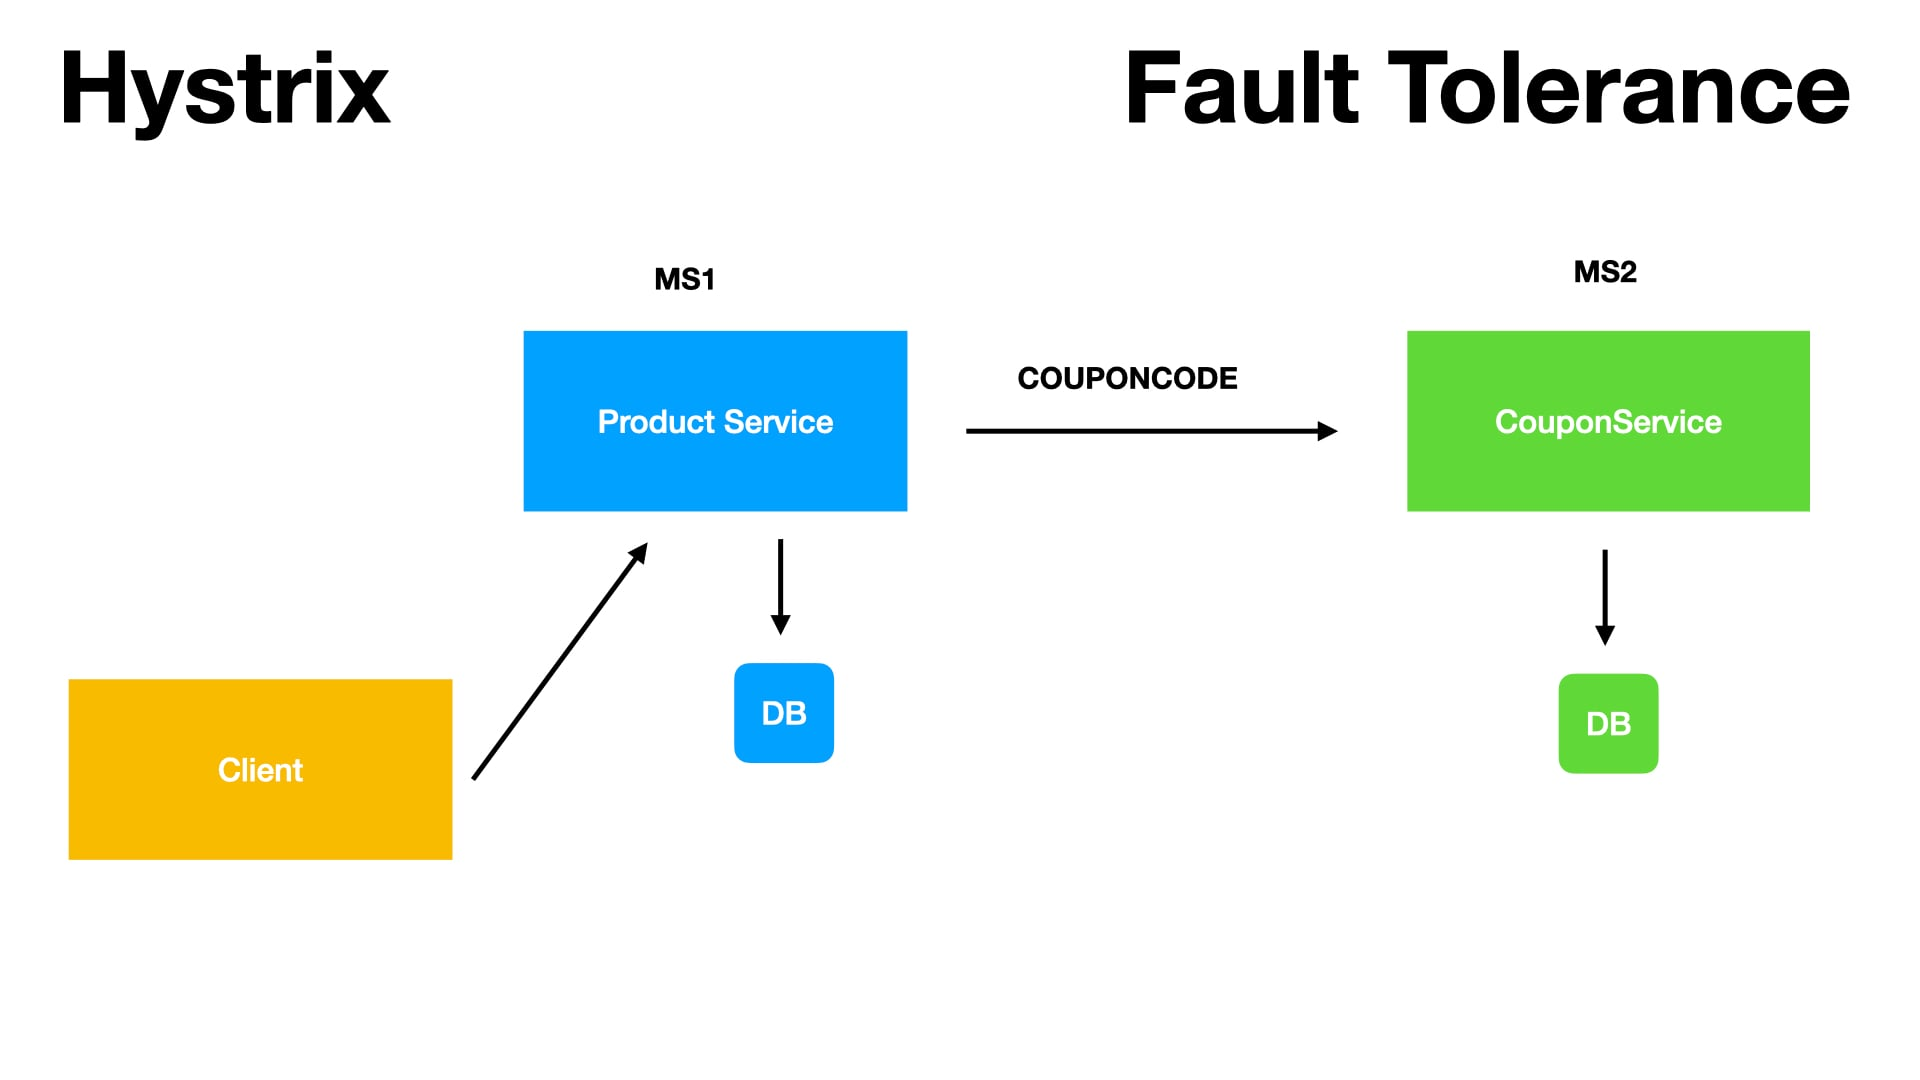 Hystrix
Fault Tolerance
MS1
MS2
COUPONCODE
Product Service
CouponService
DB
DB
Client